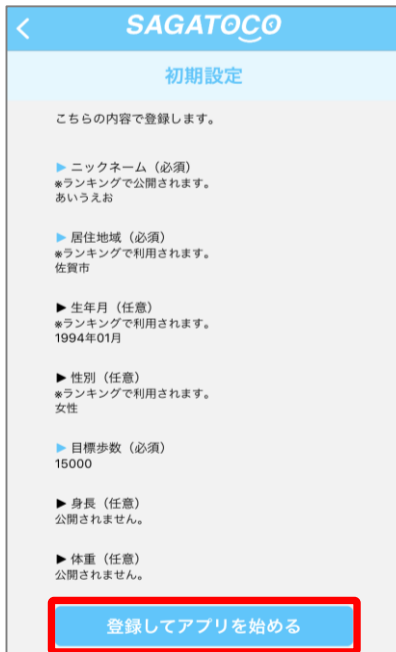 SAGATOCO
初期設定
こちらの内容で登録します。
▶ ニックネーム（必須）
※ランキングで公開されます。
あいうえお
▶ 居住地域（必須）
※ランキングで利用されます。
佐賀市
▶ 生年月（任意）
※ランキングで利用されます。
1994年01月
▶ 性別（任意）
※ランキングで利用されます。
女性
▶ 目標歩数（必須）
15000
▶ 身長（任意）
公開されません。
▶ 体重（任意）
公開されません。
登録してアプリを始める